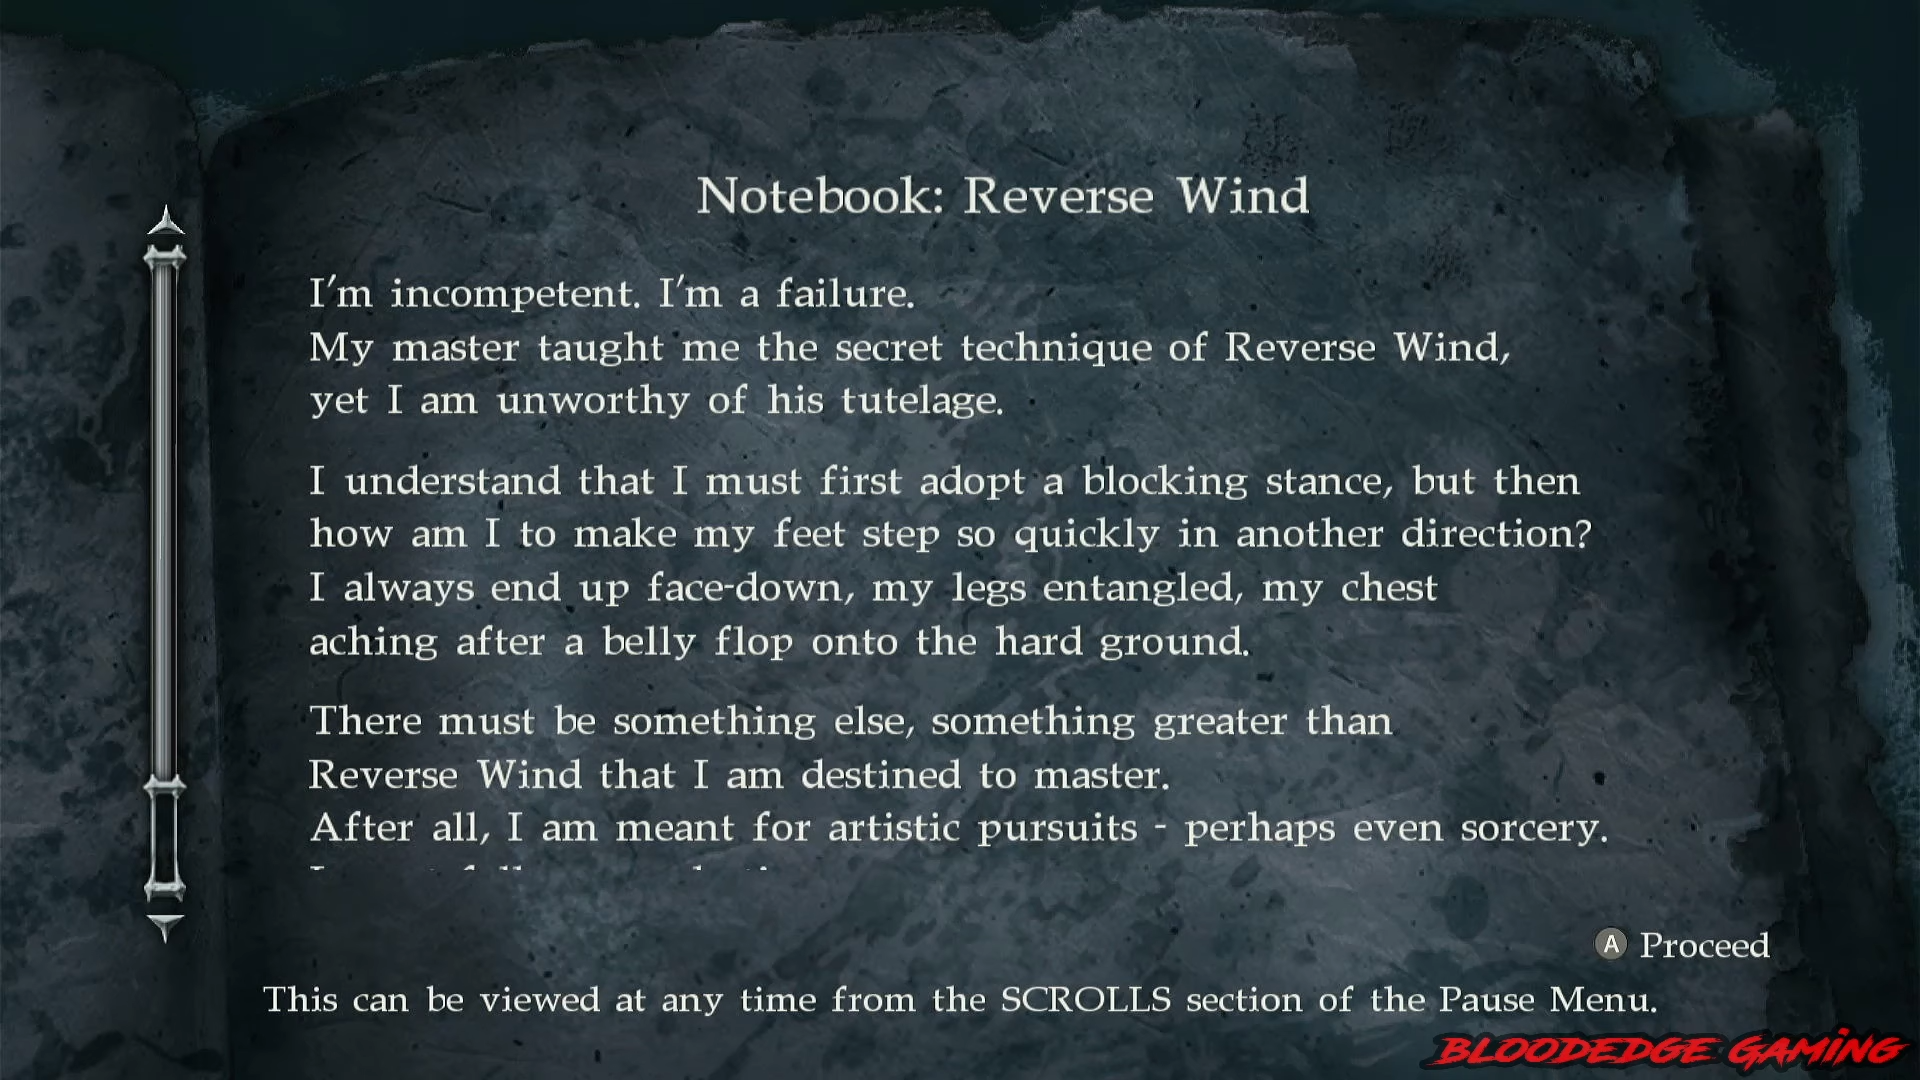 Notebook: Reverse Wind
I'm incompetent. I'm a failure.
My master taught me the secret technique of Reverse Wind,
yet I am unworthy of his tutelage.
I understand that I must first adopt a blocking stance, but then
how am I to make my feet step so quickly in another direction?
I always end up face-down, my legs entangled, my chest
aching after a belly flop onto the hard ground.
There must be something else, something greater than
Reverse Wind that I am destined to master.
After all, I am meant for artistic pursuits - perhaps even sorcery.
A Proceed
This can be viewed at any time from the SCROLLS section of the Pause Menu.
BLOODEDGE GAMING